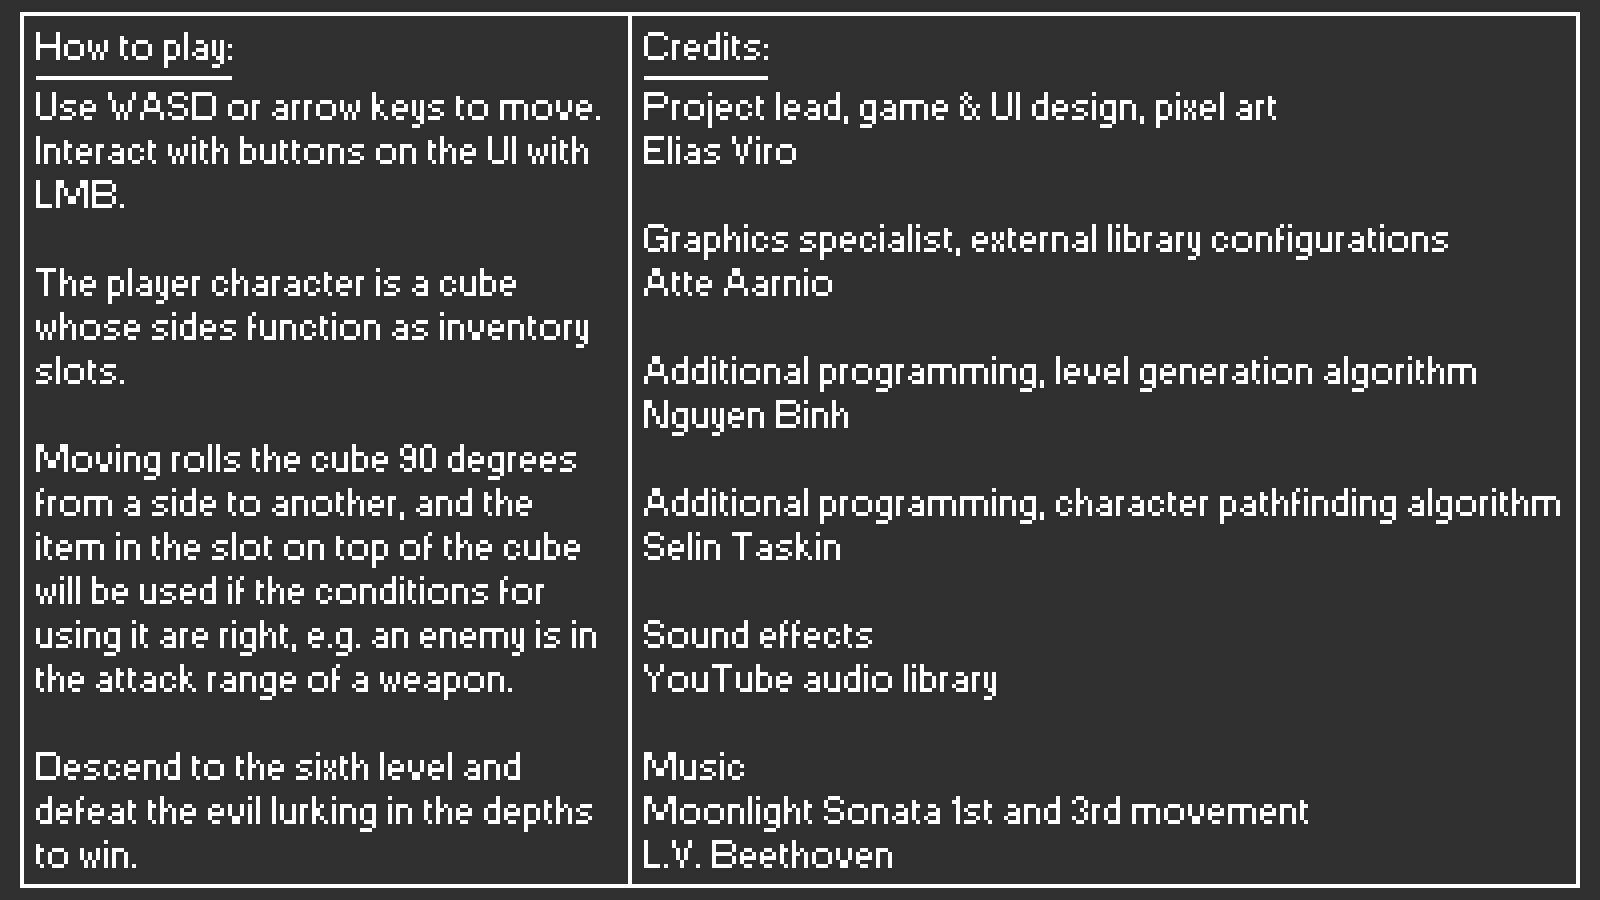 How to play:
Use WASD or arrow keys to move.
Interact with buttons on the UI with
LMB.
The player character is a cube
whose sides function as inventory
slots.
Moving rolls the cube 90 degrees
from a side to another, and the
item in the slot on top of the cube
will be used if the conditions for
using it are right, e.g. an enemy is in
the attack range of a weapon.
Descend to the sixth level and
defeat the evil lurking in the depths
to win.
Credits:
Project lead, game & UI design, pixel art
Elias Viro
Graphics specialist, external library configurations
Atte Aarnio
Additional programming, level generation algorithm
Nguyen Binh
Additional programming, character pathfinding algorithm
Selin Taskin
Sound effects
YouTube audio library
Music
Moonlight Sonata 1st and 3rd movement
L.V. Beethoven